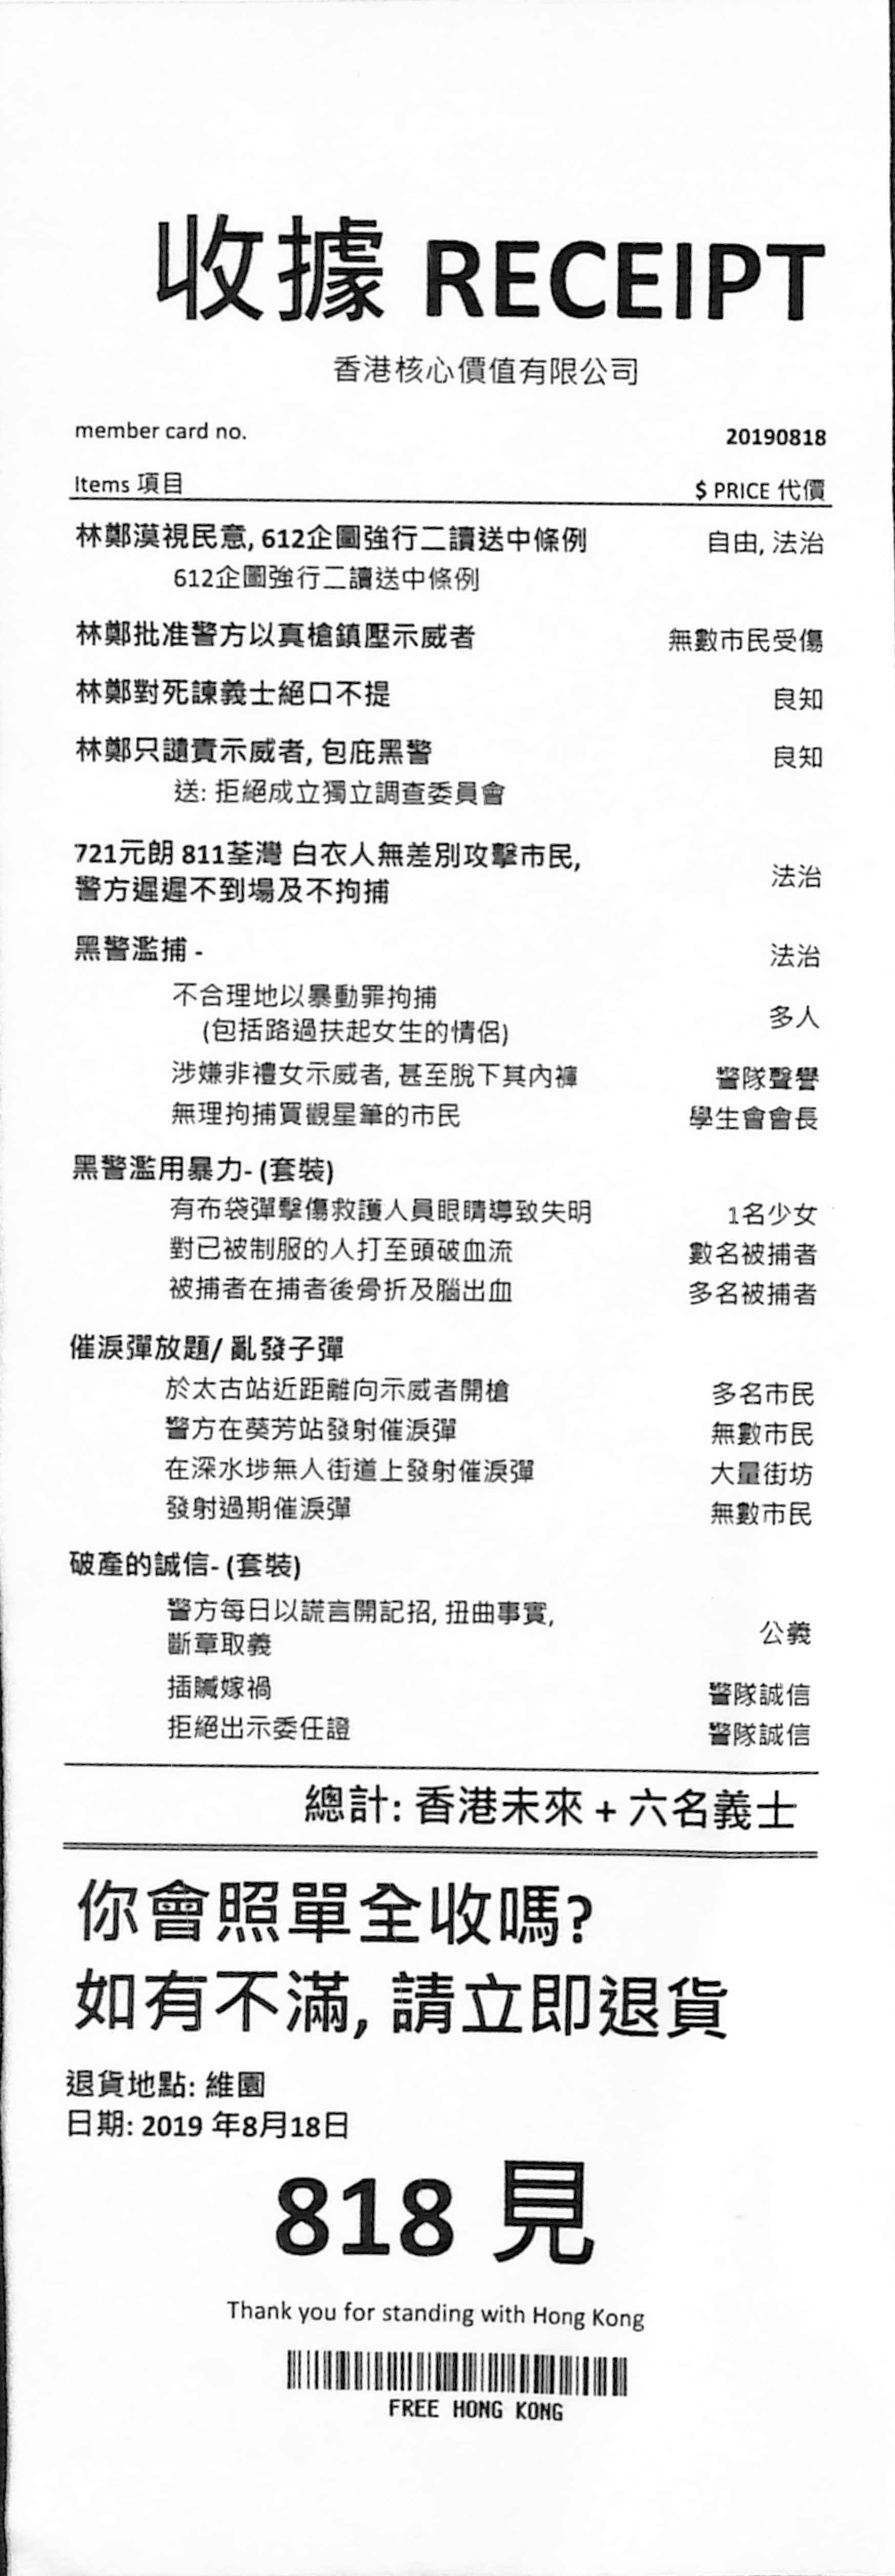 收據 RECEIPT
香港核心價值有限公司
member card no. 20190818
Items 項目 $ PRICE 代價
林鄭漠視民意, 612企圖強行二讀送中條例 自由, 法治
612企圖強行二讀送中條例
林鄭批准警方以真槍鎮壓示威者 無數市民受傷
林鄭對死諫義士絕口不提 良知
林鄭只譴責示威者, 包庇黑警 良知
送: 拒絕成立獨立調查委員會
721元朗 811荃灣 白衣人無差別攻擊市民,
警方遲遲不到場及不拘捕 法治
黑警濫捕 - 法治
不合理地以暴動罪拘捕
(包括路過扶起女生的情侶) 多人
涉嫌非禮女示威者, 甚至脫下其內褲 警隊聲譽
無理拘捕買觀星筆的市民 學生會會長
黑警濫用暴力- (套裝)
有布袋彈擊傷救護人員眼睛導致失明 1名少女
對已被制服的人打至頭破血流 數名被捕者
被捕者在捕者後骨折及腦出血 多名被捕者
催淚彈放題/ 亂發子彈
於太古站近距離向示威者開槍 多名市民
警方在葵芳站發射催淚彈 無數市民
在深水埗無人街道上發射催淚彈 大量街坊
發射過期催淚彈 無數市民
破產的誠信- (套裝)
警方每日以謊言開記招, 扭曲事實,
斷章取義 公義
插贓嫁禍 警隊誠信
拒絕出示委任證 警隊誠信
總計: 香港未來 + 六名義士
你會照單全收嗎?
如有不滿, 請立即退貨
退貨地點: 維園
日期: 2019 年8月18日
818 見
Thank you for standing with Hong Kong
FREE HONG KONG